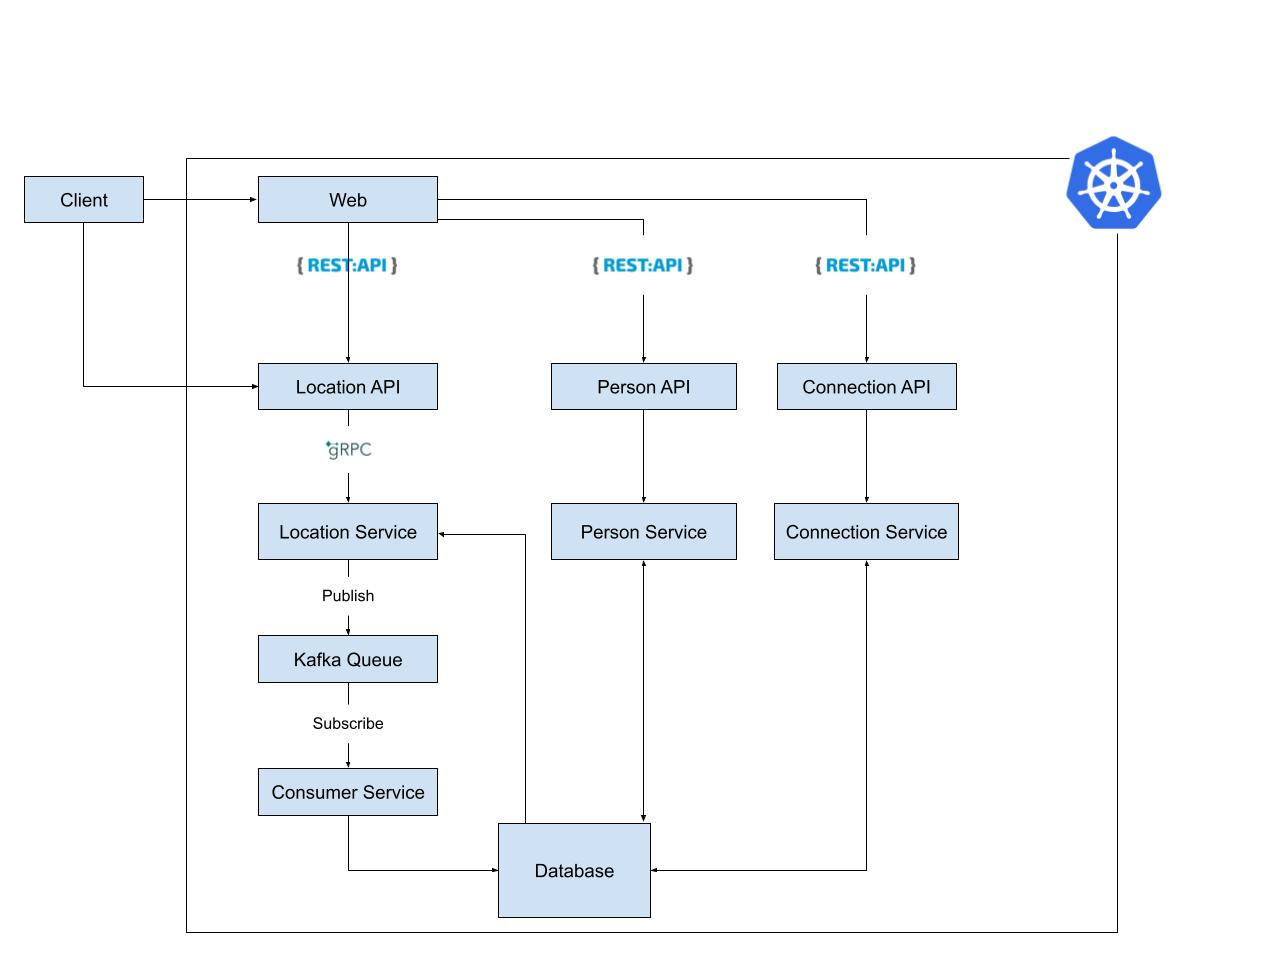 Client
Web
{ REST:API }
{ REST:API }
{ REST:API }
Location API
Person API
Connection API
gRPC
Location Service
Person Service
Connection Service
Publish
Kafka Queue
Subscribe
Consumer Service
Database